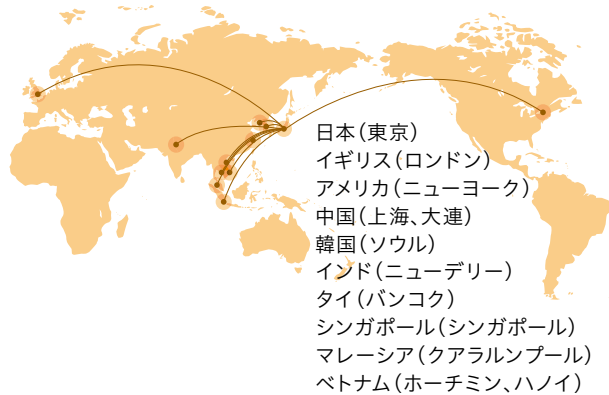 日本（東京）
イギリス（ロンドン）
アメリカ（ニューヨーク）
中国（上海、大連）
韓国（ソウル）
インド（ニューデリー）
タイ（バンコク）
シンガポール（シンガポール）
マレーシア（クアラルンプール）
ベトナム（ホーチミン、ハノイ）